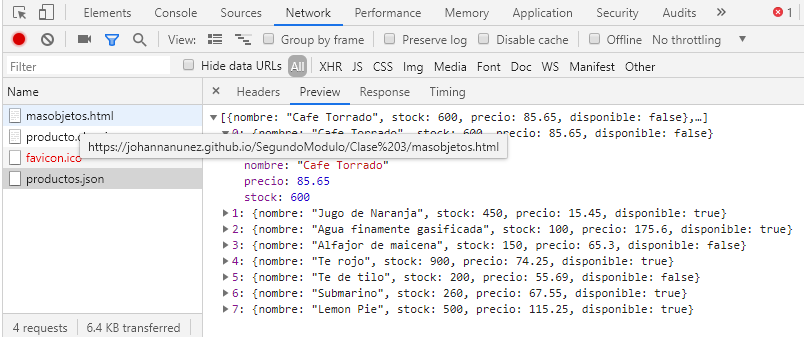 Elements Console Sources Network Performance Memory Application Security Audits » 1
View: Group by frame Preserve log Disable cache Offline No throttling
Filter Hide data URLs All XHR JS CSS Img Media Font Doc WS Manifest Other
Name × Headers Preview Response Timing
masobjetos.html [{nombre: "Cafe Torrado", stock: 600, precio: 85.65, disponible: false},…]
0: {nombre: "Cafe Torrado", stock: 600, precio: 85.65, disponible: false}
https://johannanunez.github.io/SegundoModulo/Clase%203/masobjetos.html
favicon.ico nombre: "Cafe Torrado"
productos.json precio: 85.65
stock: 600
1: {nombre: "Jugo de Naranja", stock: 450, precio: 15.45, disponible: true}
2: {nombre: "Agua finamente gasificada", stock: 100, precio: 175.6, disponible: true}
3: {nombre: "Alfajor de maicena", stock: 150, precio: 65.3, disponible: false}
4: {nombre: "Te rojo", stock: 900, precio: 74.25, disponible: true}
5: {nombre: "Te de tilo", stock: 200, precio: 55.69, disponible: false}
6: {nombre: "Submarino", stock: 260, precio: 67.55, disponible: true}
7: {nombre: "Lemon Pie", stock: 500, precio: 115.25, disponible: true}
4 requests 6.4 KB transferred